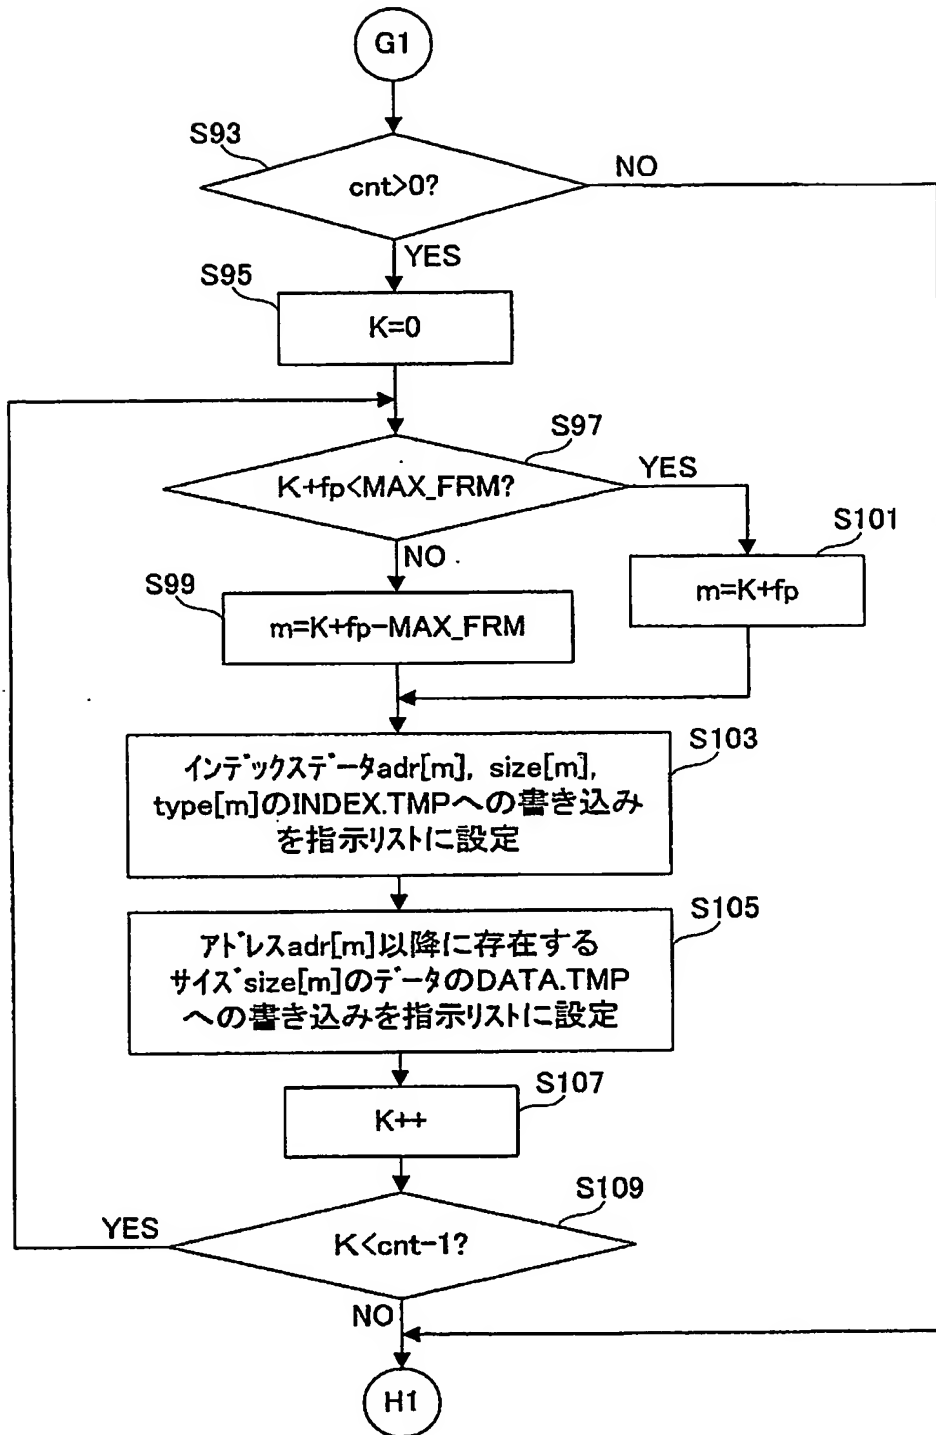 G1
S93
cnt>0?
NO
YES
S95
K=0
S97
K+fp<MAX_FRM?
YES
S101
NO
m=K+fp
S99
m=K+fp-MAX_FRM
S103
インデックスデータadr[m], size[m],
type[m]のINDEX.TMPへの書き込み
を指示リストに設定
S105
アドレスadr[m]以降に存在する
サイズsize[m]のデータのDATA.TMP
への書き込みを指示リストに設定
S107
K++
S109
YES
K<cnt-1?
NO
H1